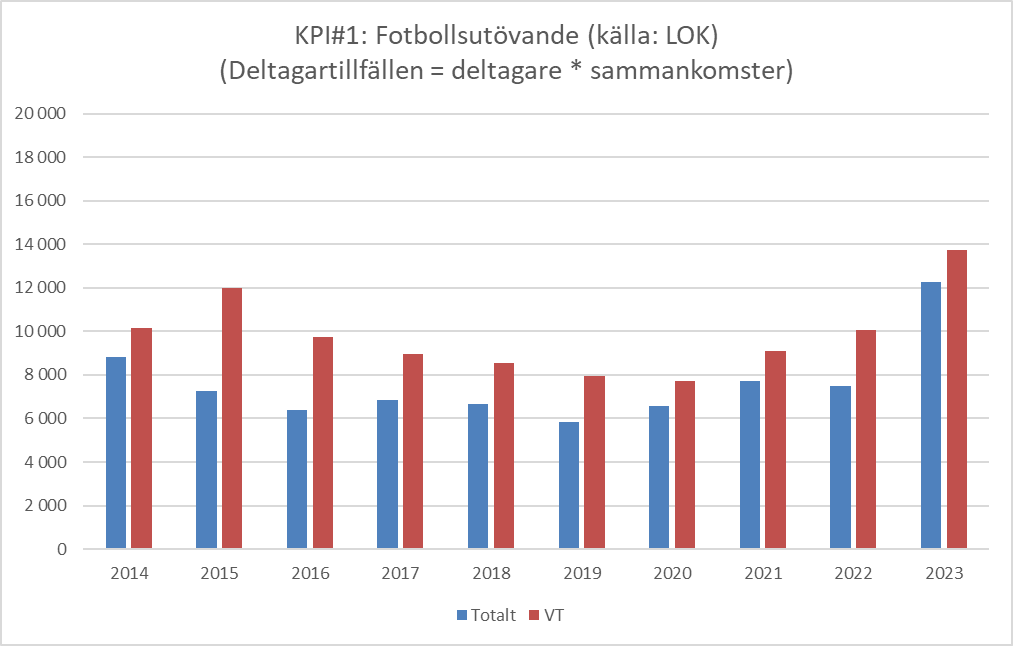 KPI#1: Fotbollsutövande (källa: LOK)
(Deltagartillfällen = deltagare * sammankomster)
20 000
18 000
16 000
14 000
12 000
10 000
8 000
6 000
4 000
2 000
0
2014 2015 2016 2017 2018 2019 2020 2021 2022 2023
Totalt VT